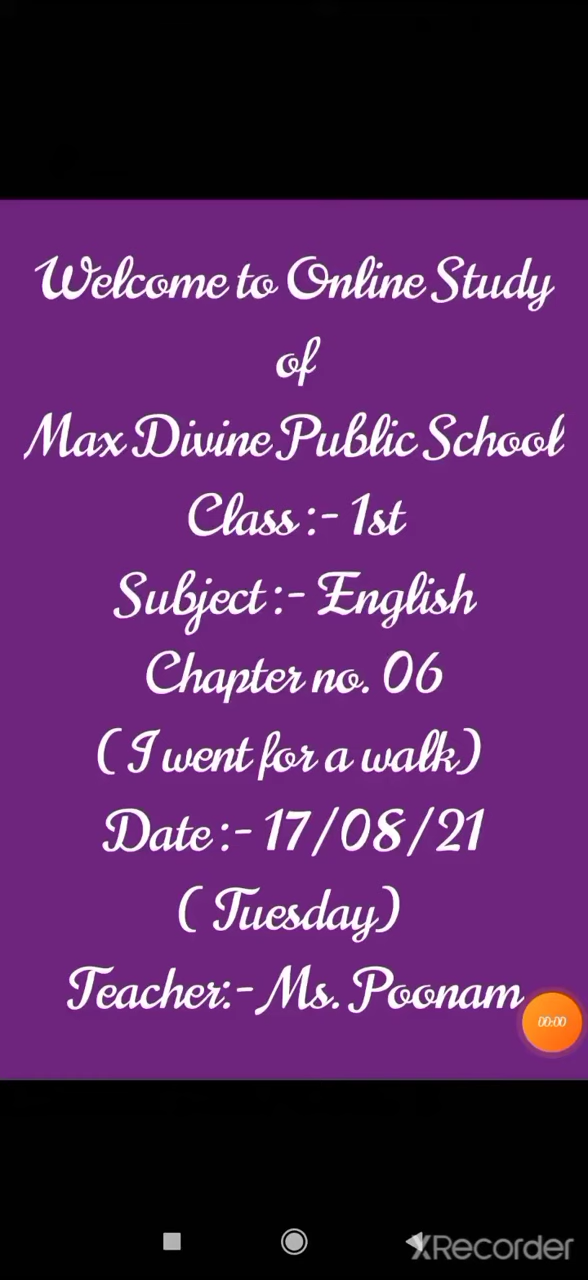 Welcome to Online Study
of
Max Divine Public School
Class :- 1st
Subject :- English
Chapter no. 06
( I went for a walk)
Date :- 17/08/21
( Tuesday)
Teacher:- Ms. Poonam
00:00
XRecorder